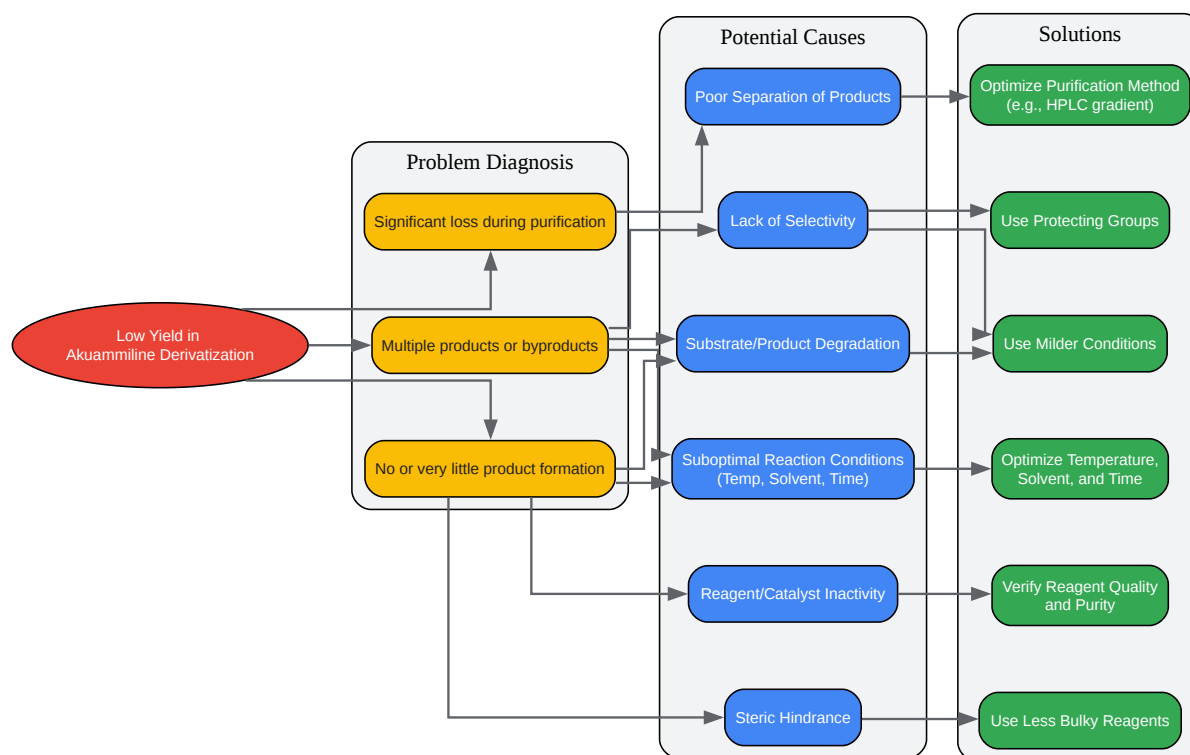 Low Yield in
Akuammiline Derivatization
Problem Diagnosis
Significant loss during purification
Multiple products or byproducts
No or very little product formation
Potential Causes
Poor Separation of Products
Lack of Selectivity
Substrate/Product Degradation
Suboptimal Reaction Conditions
(Temp, Solvent, Time)
Reagent/Catalyst Inactivity
Steric Hindrance
Solutions
Optimize Purification Method
(e.g., HPLC gradient)
Use Protecting Groups
Use Milder Conditions
Optimize Temperature,
Solvent, and Time
Verify Reagent Quality
and Purity
Use Less Bulky Reagents